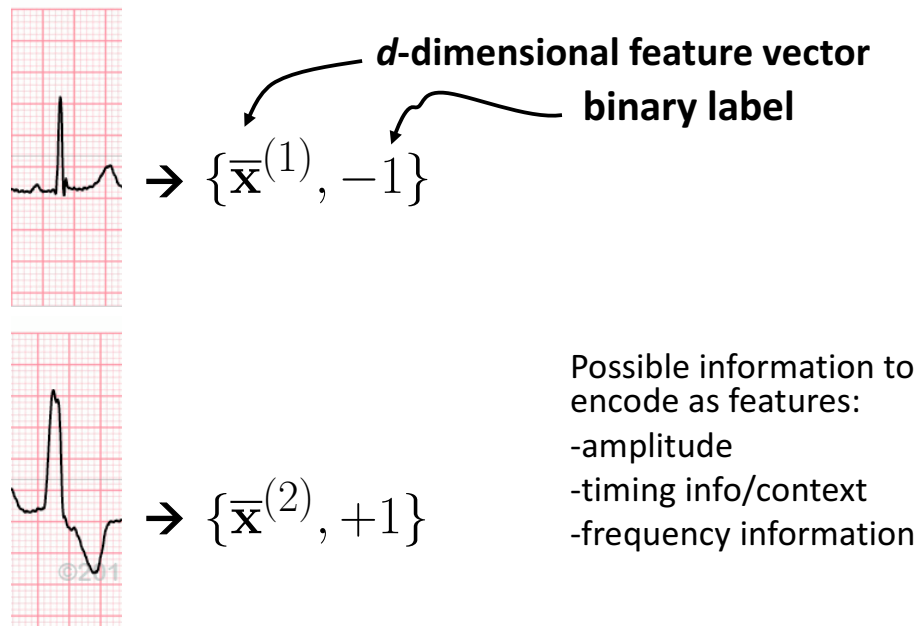 d-dimensional feature vector
binary label
→ {x̅^(1), −1}
Possible information to
encode as features:
-amplitude
-timing info/context
-frequency information
→ {x̅^(2), +1}
©201